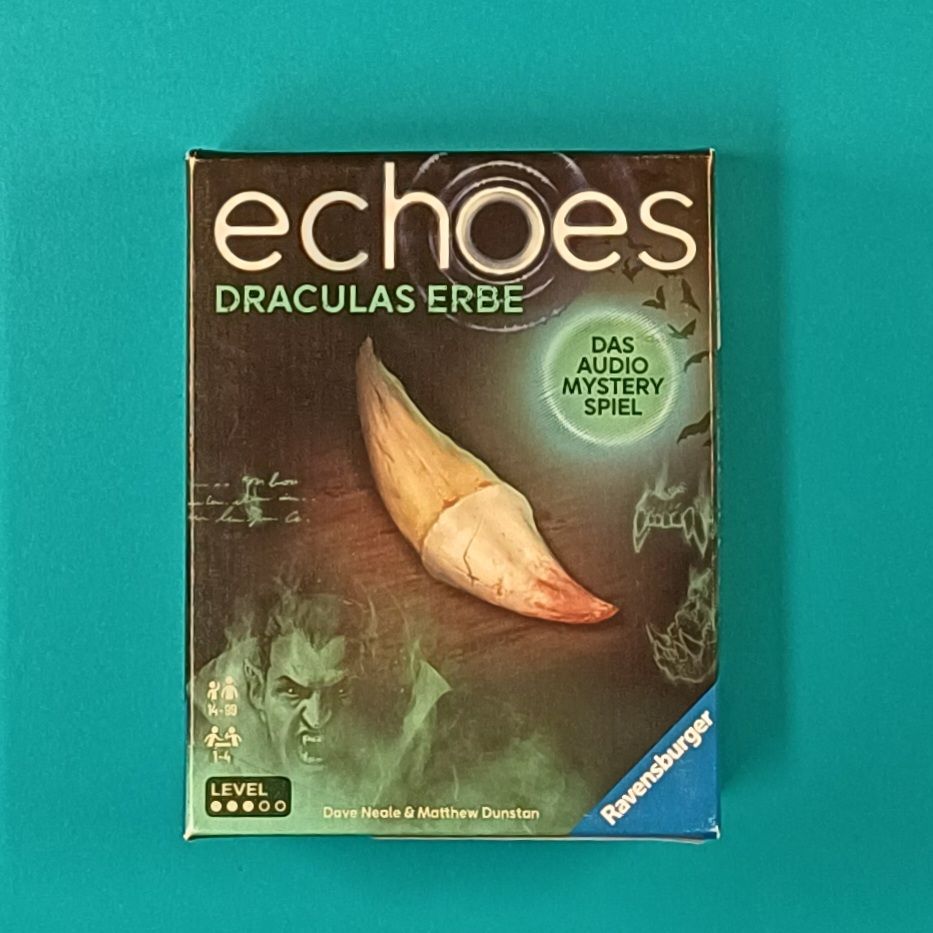 echoes
DRACULAS ERBE
DAS
AUDIO
MYSTERY
SPIEL
14-99
1-4
LEVEL
Dave Neale & Matthew Dunstan
Ravensburger